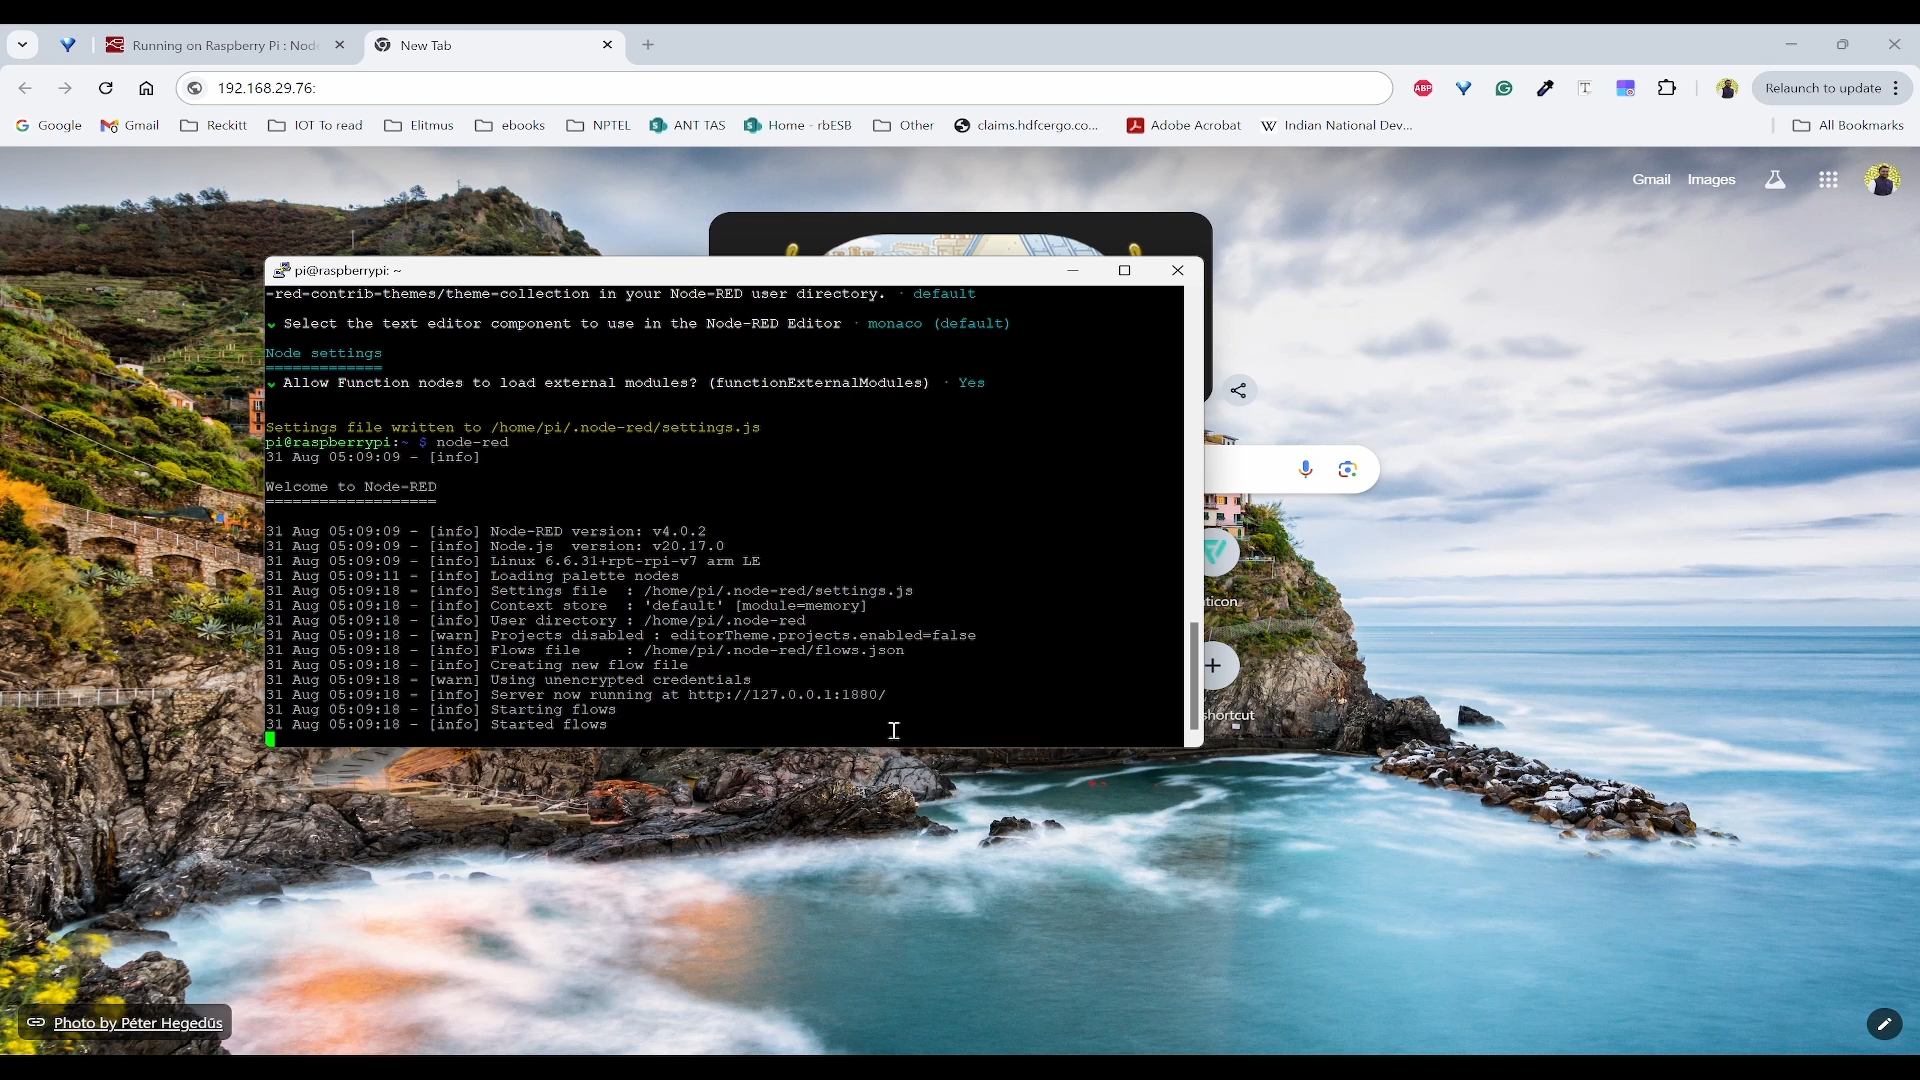 Running on Raspberry Pi : Node
New Tab
192.168.29.76:
ABP
Relaunch to update
Google
Gmail
Reckitt
IOT To read
Elitmus
ebooks
NPTEL
ANT TAS
Home - rbESB
Other
claims.hdfcergo.co...
Adobe Acrobat
Indian National Dev...
All Bookmarks
Gmail
Images
pi@raspberrypi: ~
-red-contrib-themes/theme-collection in your Node-RED user directory. · default
Select the text editor component to use in the Node-RED Editor · monaco (default)
Node settings
=============
Allow Function nodes to load external modules? (functionExternalModules) · Yes
Settings file written to /home/pi/.node-red/settings.js
pi@raspberrypi:~ $ node-red
31 Aug 05:09:09 - [info]
Welcome to Node-RED
===================
31 Aug 05:09:09 - [info] Node-RED version: v4.0.2
31 Aug 05:09:09 - [info] Node.js  version: v20.17.0
31 Aug 05:09:09 - [info] Linux 6.6.31+rpt-rpi-v7 arm LE
31 Aug 05:09:11 - [info] Loading palette nodes
31 Aug 05:09:18 - [info] Settings file  : /home/pi/.node-red/settings.js
31 Aug 05:09:18 - [info] Context store  : 'default' [module=memory]
31 Aug 05:09:18 - [info] User directory : /home/pi/.node-red
31 Aug 05:09:18 - [warn] Projects disabled : editorTheme.projects.enabled=false
31 Aug 05:09:18 - [info] Flows file     : /home/pi/.node-red/flows.json
31 Aug 05:09:18 - [info] Creating new flow file
31 Aug 05:09:18 - [warn] Using unencrypted credentials
31 Aug 05:09:18 - [info] Server now running at http://127.0.0.1:1880/
31 Aug 05:09:18 - [info] Starting flows
31 Aug 05:09:18 - [info] Started flows
ticon
shortcut
Photo by Péter Hegedűs